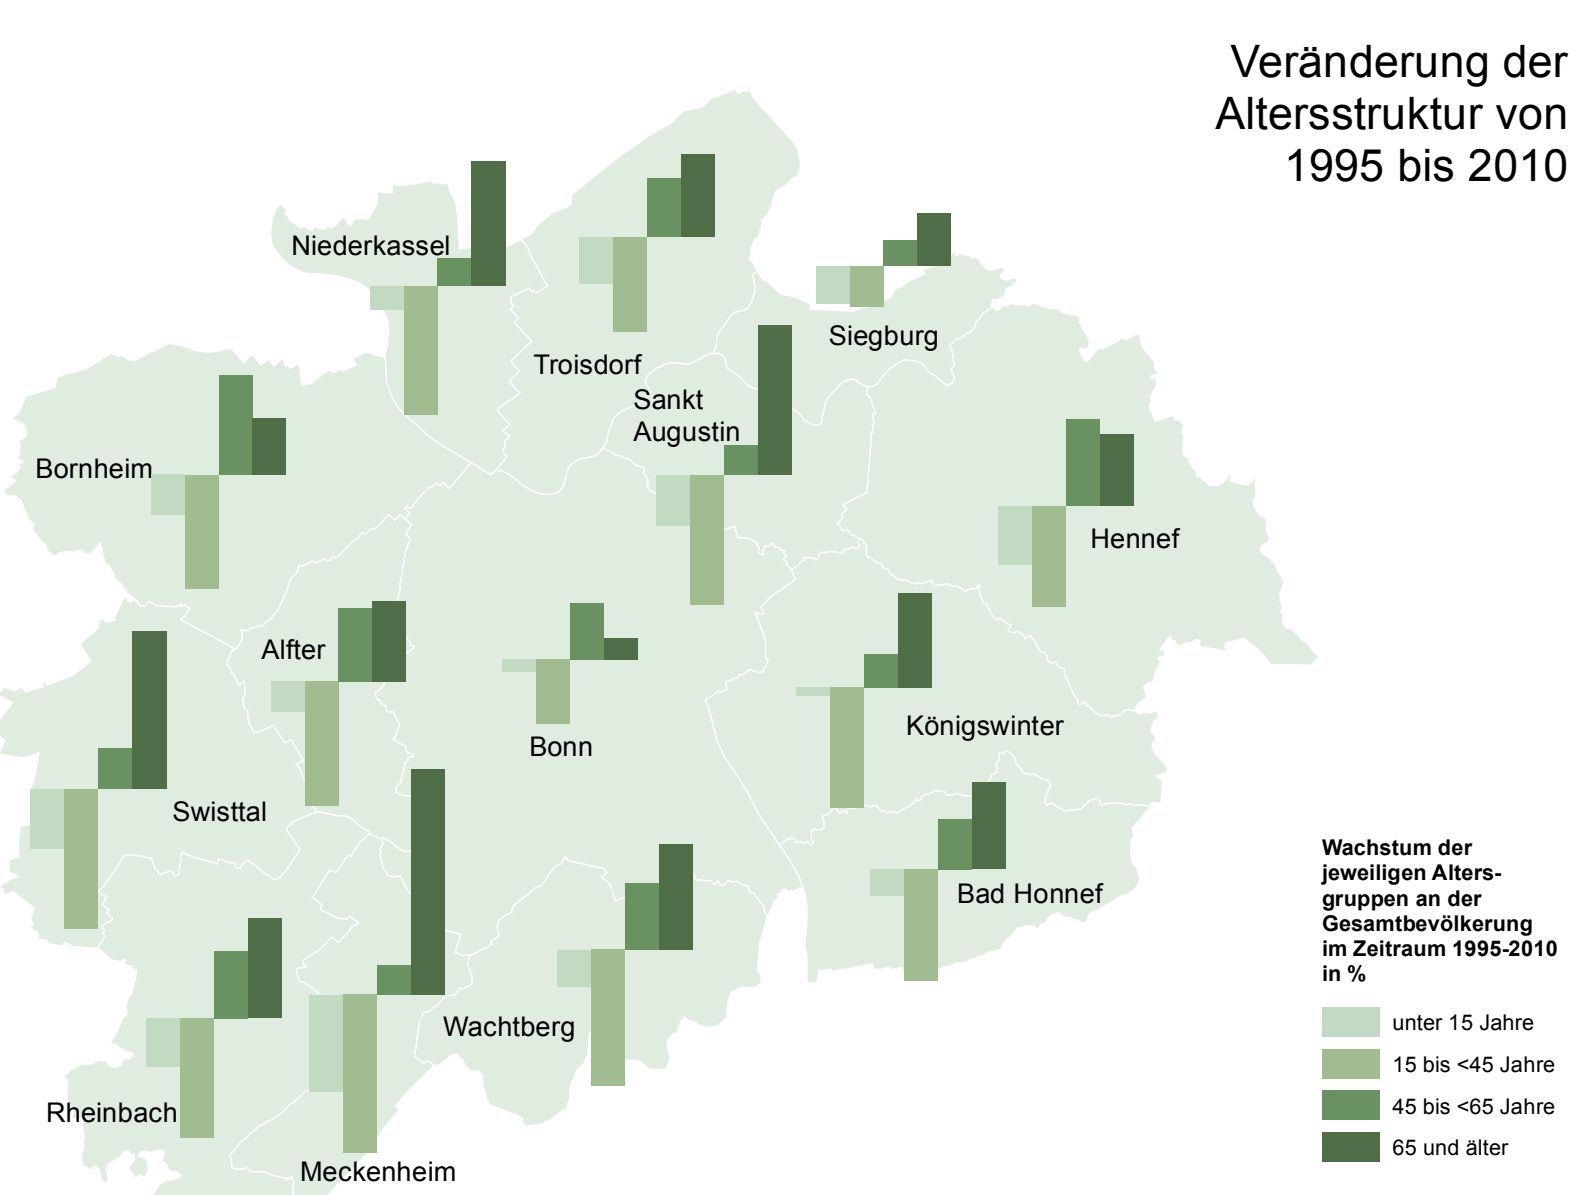 Veränderung der
Altersstruktur von
1995 bis 2010
Niederkassel
Siegburg
Troisdorf
Sankt
Augustin
Bornheim
Hennef
Alfter
Königswinter
Bonn
Swisttal
Bad Honnef
Wachtberg
Rheinbach
Meckenheim
Wachstum der
jeweiligen Alters-
gruppen an der
Gesamtbevölkerung
im Zeitraum 1995-2010
in %
unter 15 Jahre
15 bis <45 Jahre
45 bis <65 Jahre
65 und älter